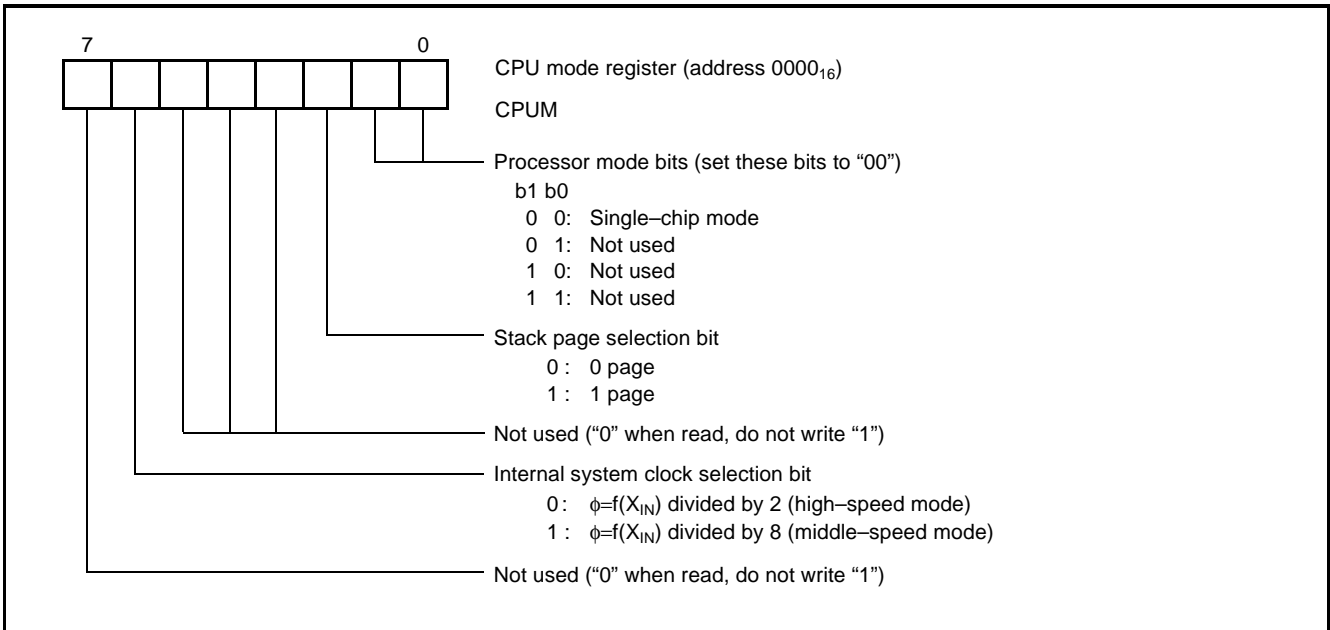 7 0
CPU mode register (address 0000₁₆)
CPUM
Processor mode bits (set these bits to “00”)
b1 b0
0 0: Single–chip mode
0 1: Not used
1 0: Not used
1 1: Not used
Stack page selection bit
0 : 0 page
1 : 1 page
Not used (“0” when read, do not write “1”)
Internal system clock selection bit
0 : ϕ=f(X_IN) divided by 2 (high–speed mode)
1 : ϕ=f(X_IN) divided by 8 (middle–speed mode)
Not used (“0” when read, do not write “1”)